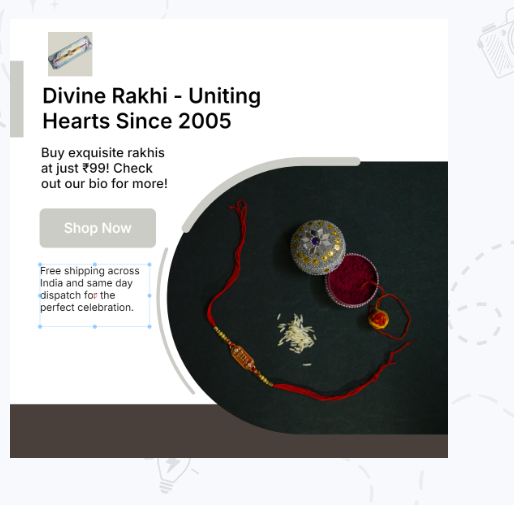 Divine Rakhi - Uniting
Hearts Since 2005
Buy exquisite rakhis
at just ₹99! Check
out our bio for more!
Shop Now
Free shipping across
India and same day
dispatch for the
perfect celebration.